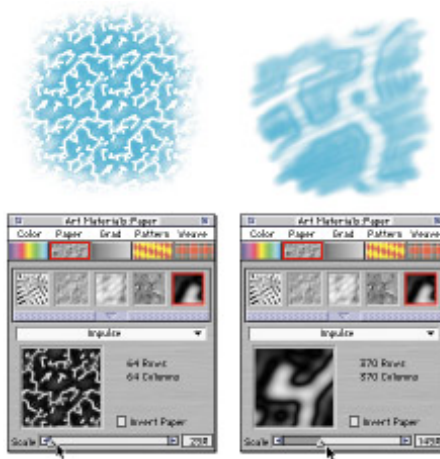 Art Materials:Paper
Color Paper Grad Pattern Weave
Impulse
64 Rows
64 Columns
Invert Paper
Scale
Art Materials:Paper
Color Paper Grad Pattern Weave
Impulse
370 Rows
370 Columns
Invert Paper
Scale